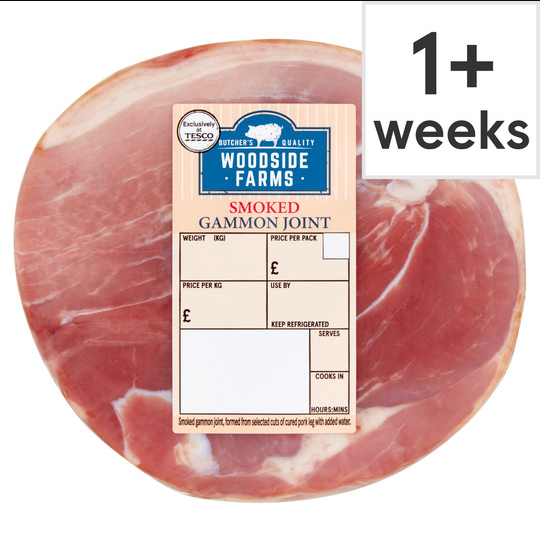 1+
weeks
Exclusively
at
TESCO
BUTCHER'S QUALITY
WOODSIDE
· FARMS ·
SMOKED
GAMMON JOINT
WEIGHT (KG)
PRICE PER PACK
£
PRICE PER KG
£
USE BY
KEEP REFRIGERATED
SERVES
COOKS IN
HOURS:MINS
Smoked gammon joint, formed from selected cuts of cured pork leg with added water.